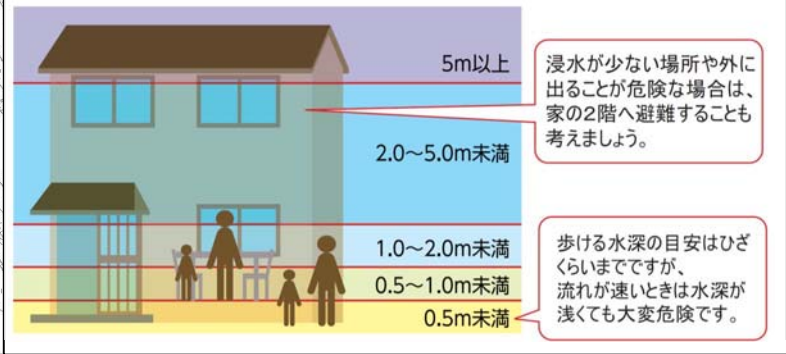 5m以上
2.0〜5.0m未満
1.0〜2.0m未満
0.5〜1.0m未満
0.5m未満
浸水が少ない場所や外に
出ることが危険な場合は、
家の2階へ避難することも
考えましょう。
歩ける水深の目安はひざ
くらいまでですが、
流れが速いときは水深が
浅くても大変危険です。